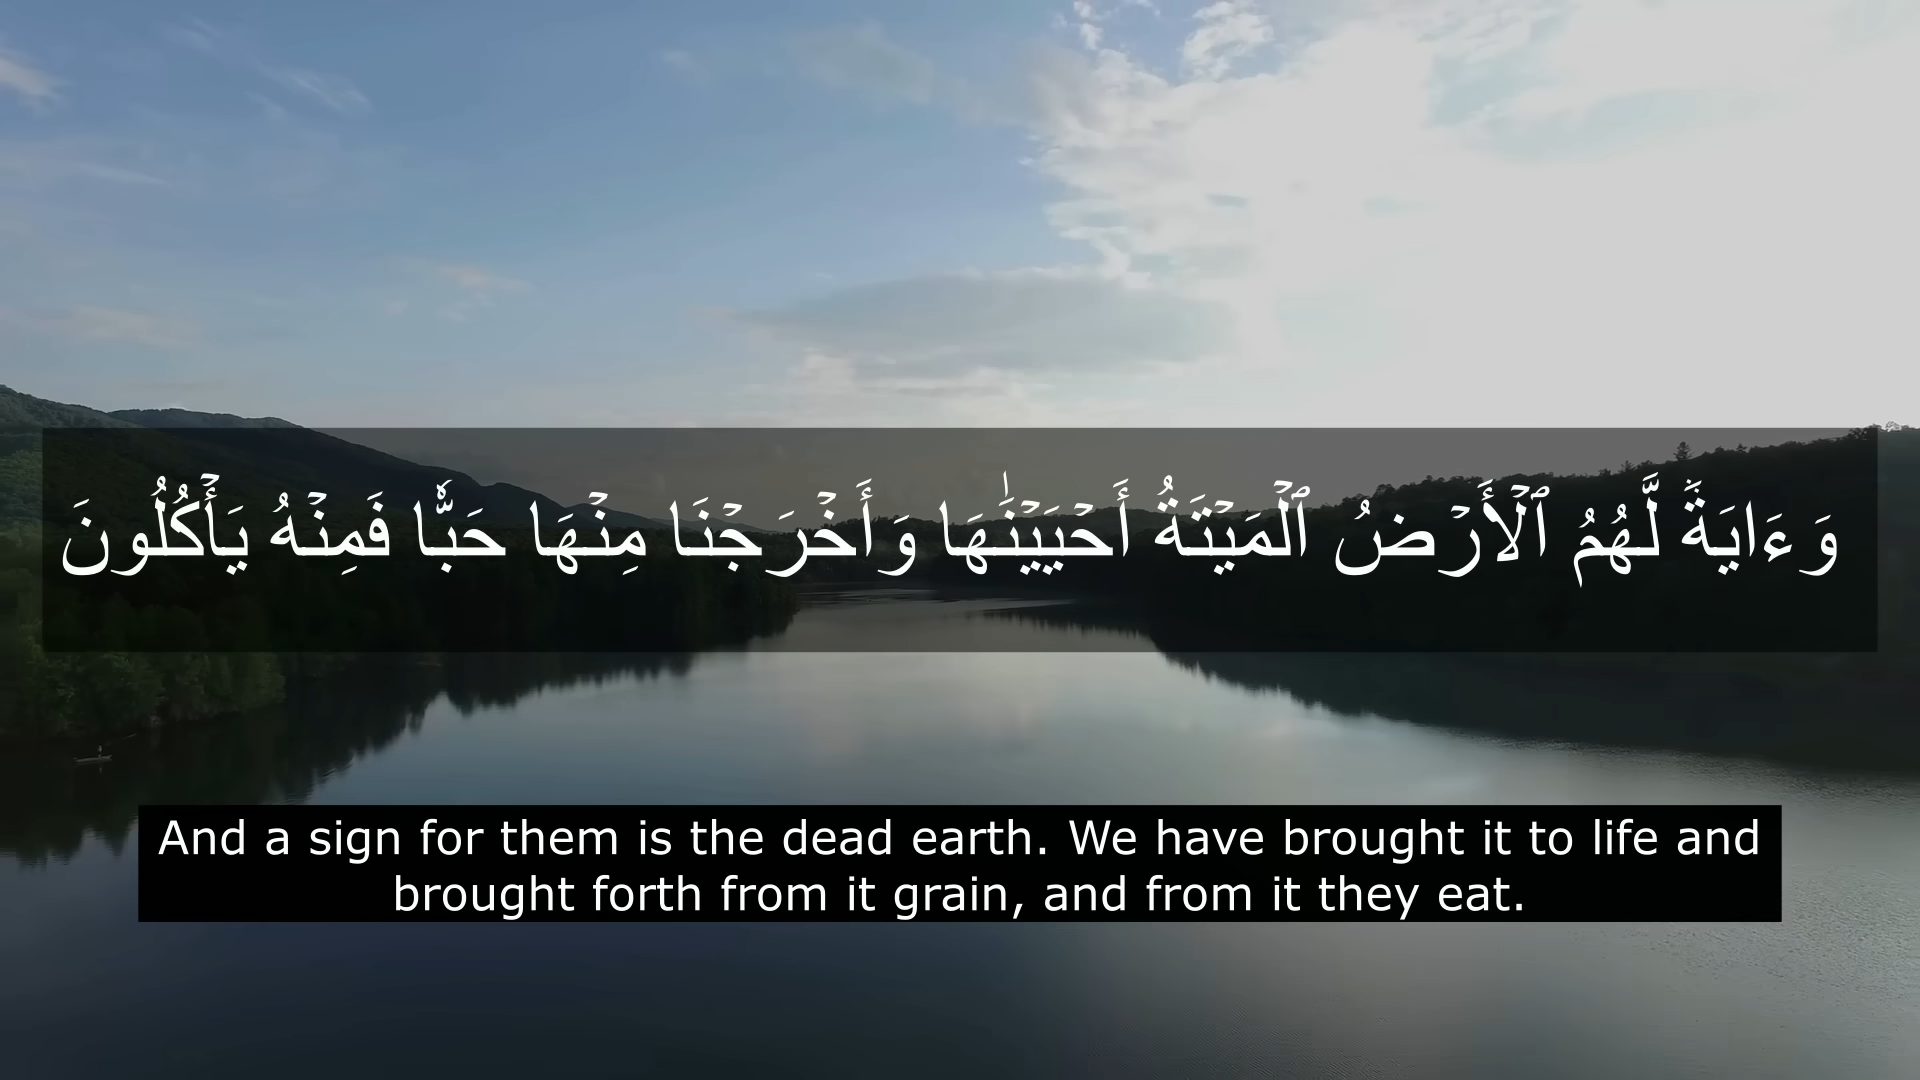 وَءَايَةٞ لَّهُمُ ٱلۡأَرۡضُ ٱلۡمَيۡتَةُ أَحۡيَيۡنَٰهَا وَأَخۡرَجۡنَا مِنۡهَا حَبّٗا فَمِنۡهُ يَأۡكُلُونَ
And a sign for them is the dead earth. We have brought it to life and
brought forth from it grain, and from it they eat.